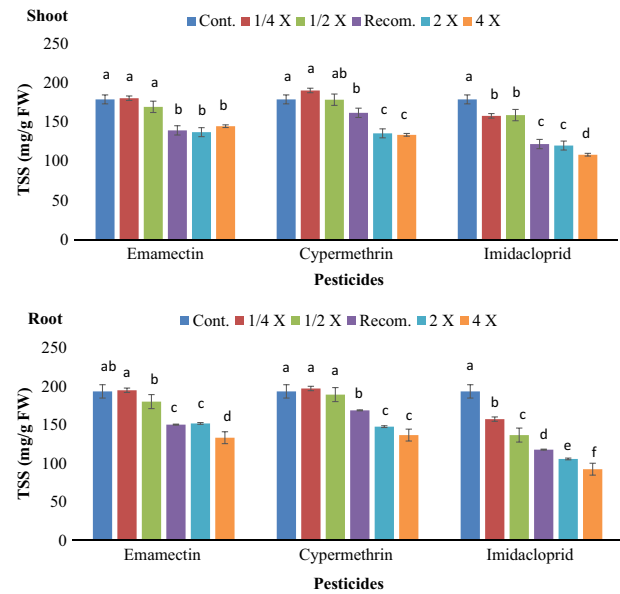 Shoot
Cont. 1/4 X 1/2 X Recom. 2 X 4 X
250
200
150
100
50
0
TSS (mg/g FW)
a a a b b b
a a ab b c c
a b b c c d
Emamectin Cypermethrin Imidacloprid
Pesticides
Root
Cont. 1/4 X 1/2 X Recom. 2 X 4 X
250
200
150
100
50
0
TSS (mg/g FW)
ab a b c c d
a a a b c c
a b c d e f
Emamectin Cypermethrin Imidacloprid
Pesticides